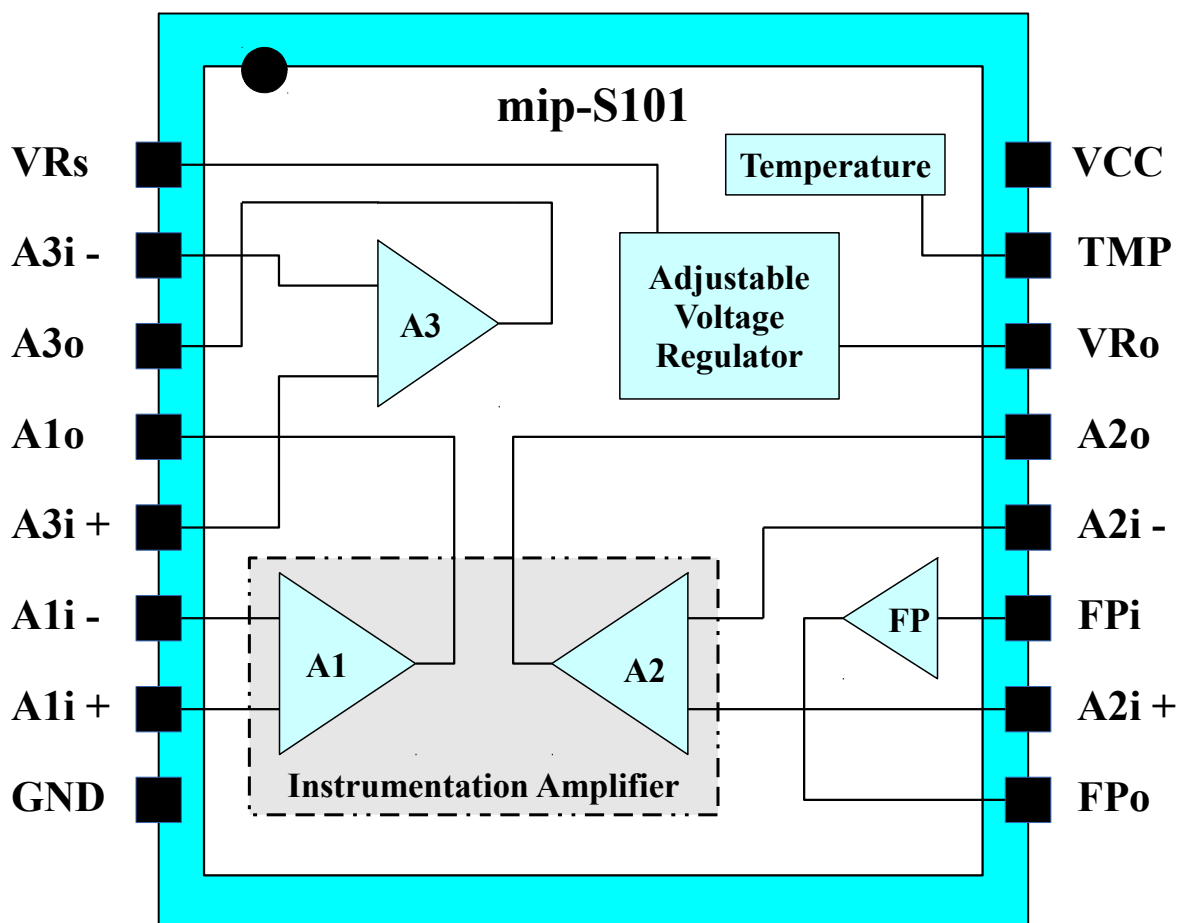 mip-S101
VRs
A3i -
A3o
A1o
A3i +
A1i -
A1i +
GND
Temperature
Adjustable
Voltage
Regulator
A3
A1
A2
FP
Instrumentation Amplifier
VCC
TMP
VRo
A2o
A2i -
FPi
A2i +
FPo